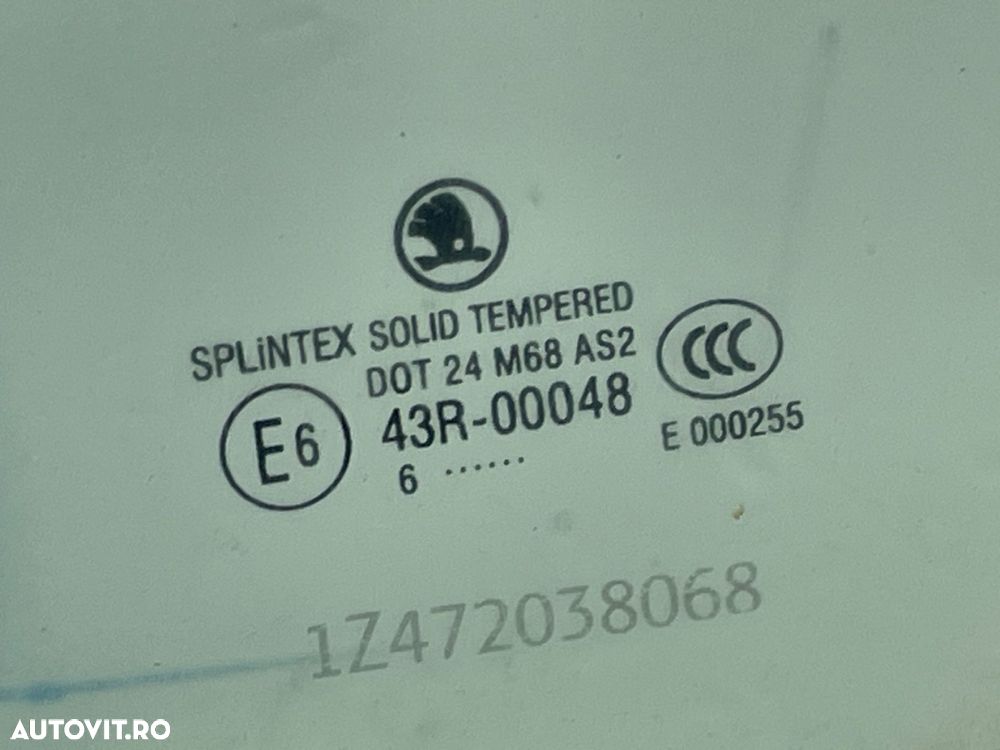 SPLiNTEX SOLID TEMPERED
DOT 24 M68 AS2
E6
43R-00048
6 ······
CCC
E 000255
1Z472038068
AUTOVIT.RO